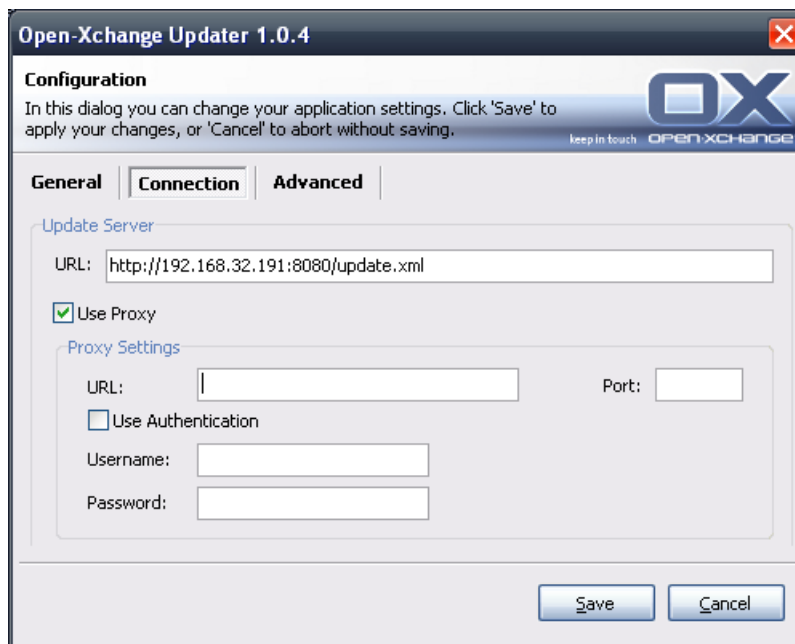 Open-Xchange Updater 1.0.4
Configuration
In this dialog you can change your application settings. Click 'Save' to
apply your changes, or 'Cancel' to abort without saving.
OX
keep in touch OPEN-XCHANGE
General Connection Advanced
Update Server
URL: http://192.168.32.191:8080/update.xml
Use Proxy
Proxy Settings
URL: Port:
Use Authentication
Username:
Password:
Save Cancel